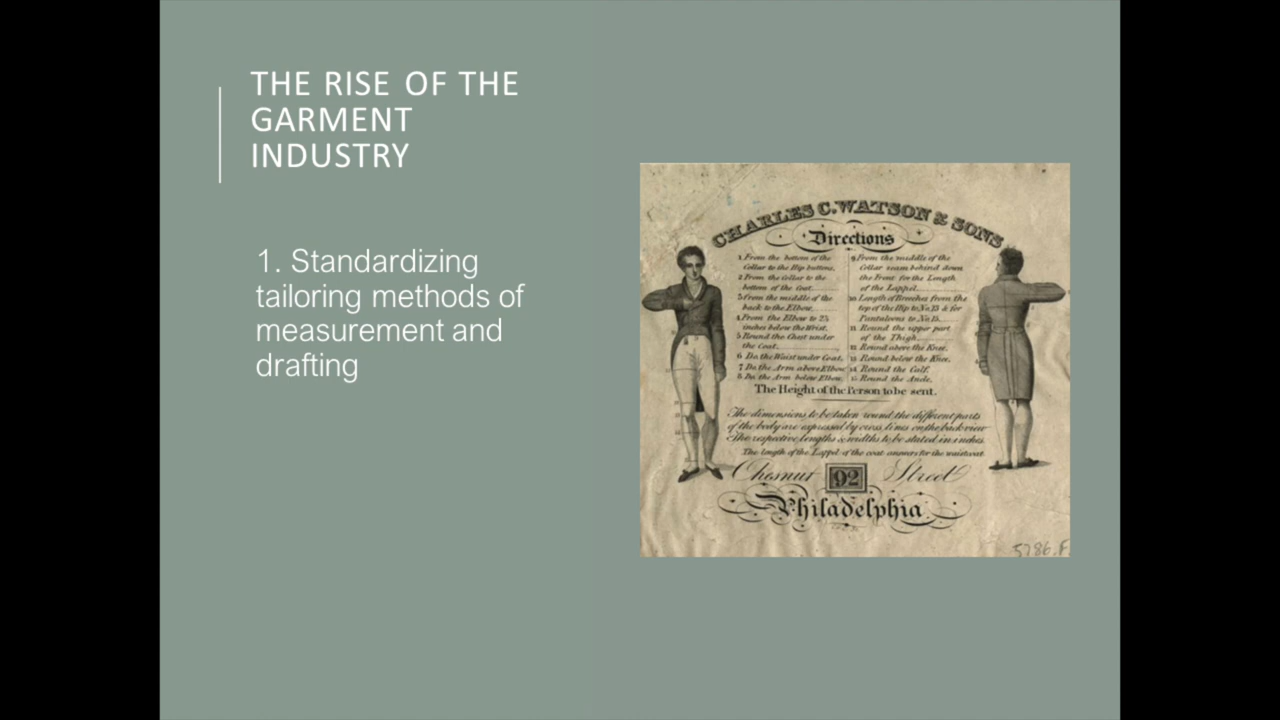 THE RISE OF THE
GARMENT
INDUSTRY
1. Standardizing
tailoring methods of
measurement and
drafting
CHARLES C. WATSON & SONS
Directions
1. From the bottom of the
Collar to the Hip buttons.
2 From the Collar to the
bottom of the Coat.
3 From the middle of the
back to the Elbow.
4 From the Elbow to 2½
inches below the Wrist.
5 Round the Chest under
the Coat.
6 Do the Waist under Coat.
7 Do the Arm above Elbow
8 Do the Arm below Elbow.
9. From the middle of the
Collar seam behind down
the Front for the Length
of the Lappel.
10. Length of Breeches from the
top of the Hip to No. 13 & for
Pantaloons to No. 15.
11. Round the upper part
of the Thigh.
12. Round above the Knee.
13. Round below the Knee.
14. Round the Calf.
15. Round the Ancle.
The Height of the Person to be sent.
The dimensions to be taken round the different parts
of the body are expressed by cross lines on the back view
The respective lengths & widths to be stated in inches.
The length of the Lappel of the coat answers for the waistcoat.
Chesnut 92 Street
Philadelphia
5786.F